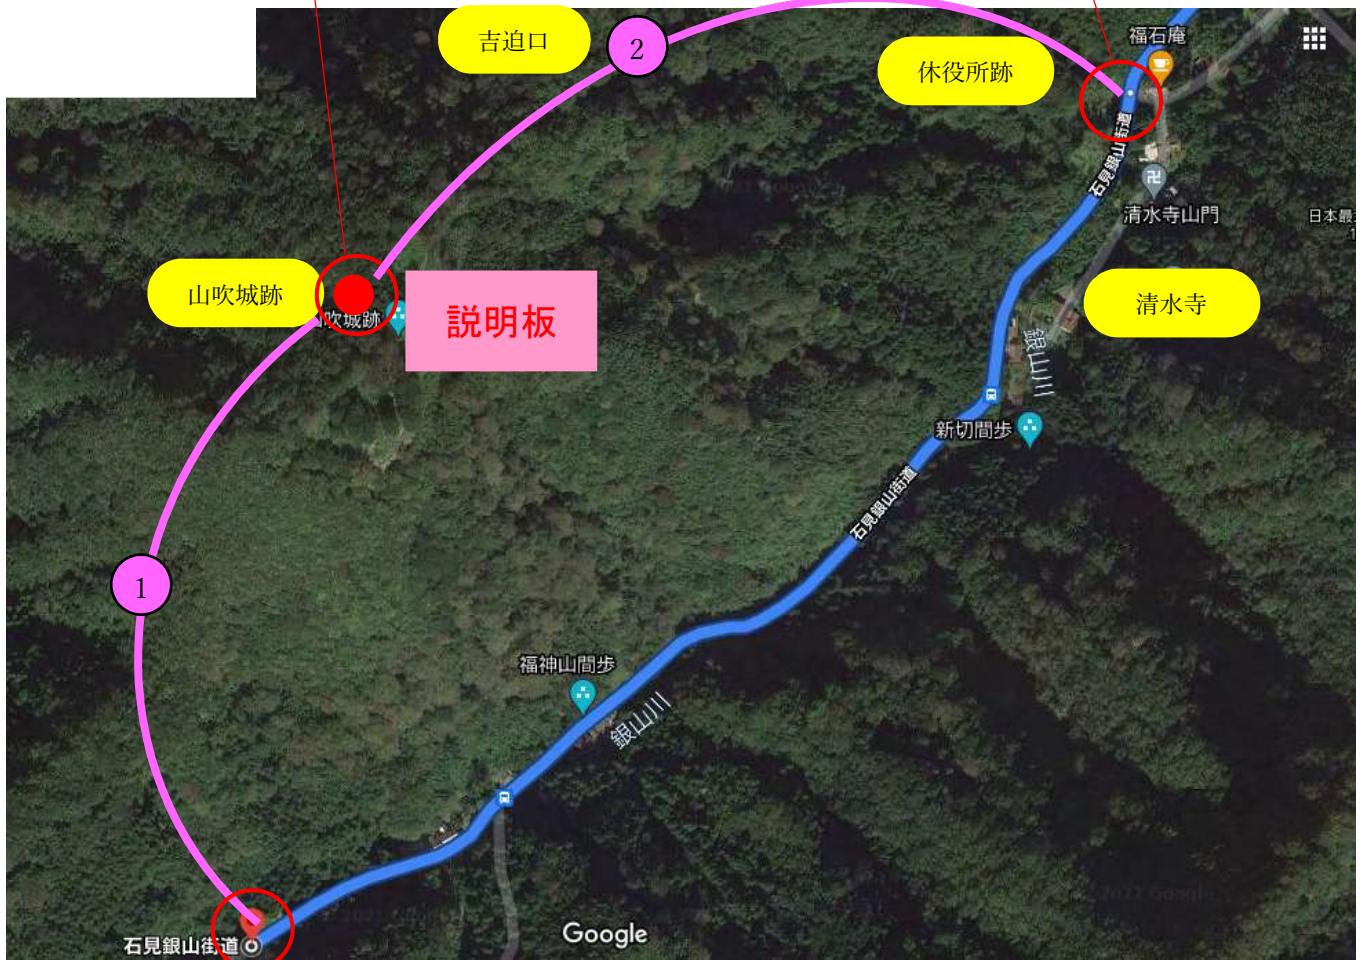 吉迫口
2
休役所跡
福石庵
石見銀山街道
清水寺山門
日本最
山吹城跡
吹城跡
説明板
清水寺
銀山川
新切間歩
石見銀山街道
1
福神山間歩
銀山川
石見銀山街道
Google